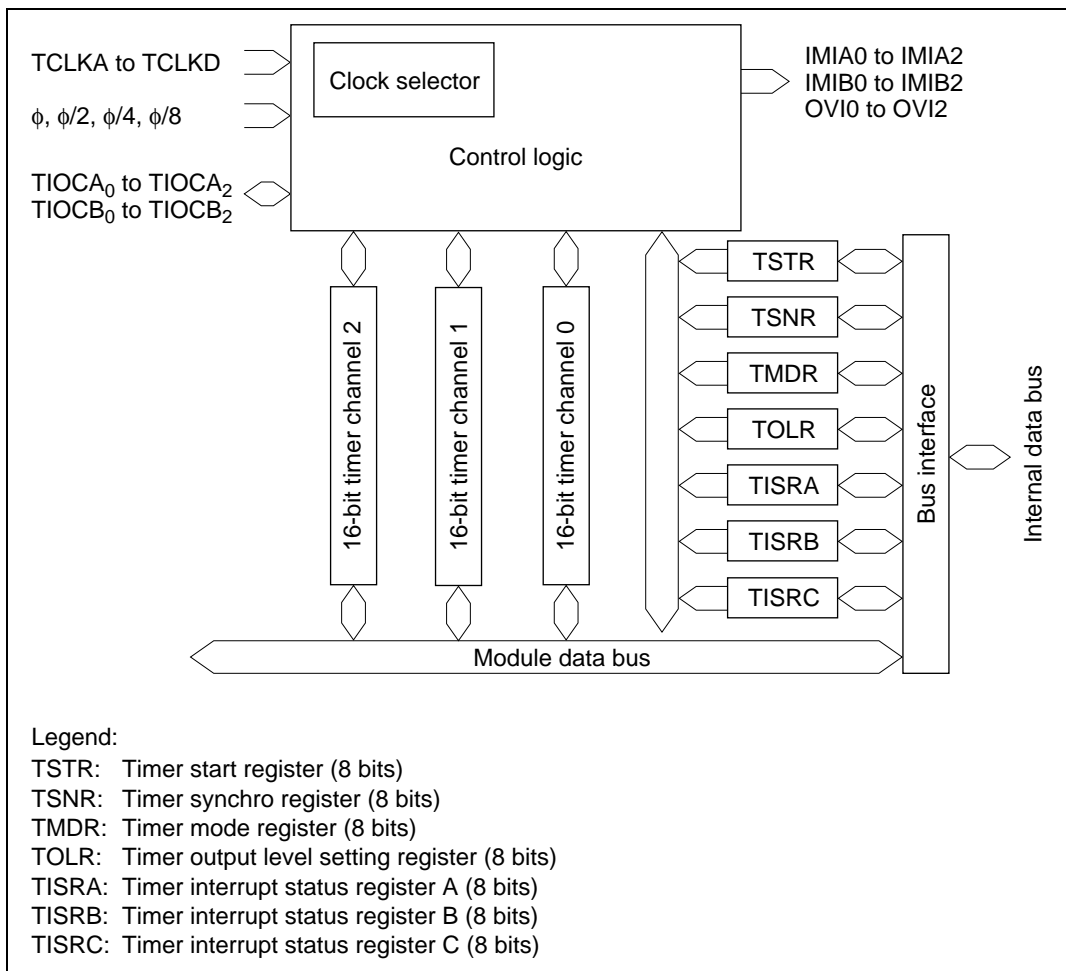 TCLKA to TCLKD
ϕ, ϕ/2, ϕ/4, ϕ/8
TIOCA0 to TIOCA2
TIOCB0 to TIOCB2
Clock selector
Control logic
IMIA0 to IMIA2
IMIB0 to IMIB2
OVI0 to OVI2
16-bit timer channel 2
16-bit timer channel 1
16-bit timer channel 0
TSTR
TSNR
TMDR
TOLR
TISRA
TISRB
TISRC
Bus interface
Internal data bus
Module data bus
Legend:
TSTR: Timer start register (8 bits)
TSNR: Timer synchro register (8 bits)
TMDR: Timer mode register (8 bits)
TOLR: Timer output level setting register (8 bits)
TISRA: Timer interrupt status register A (8 bits)
TISRB: Timer interrupt status register B (8 bits)
TISRC: Timer interrupt status register C (8 bits)